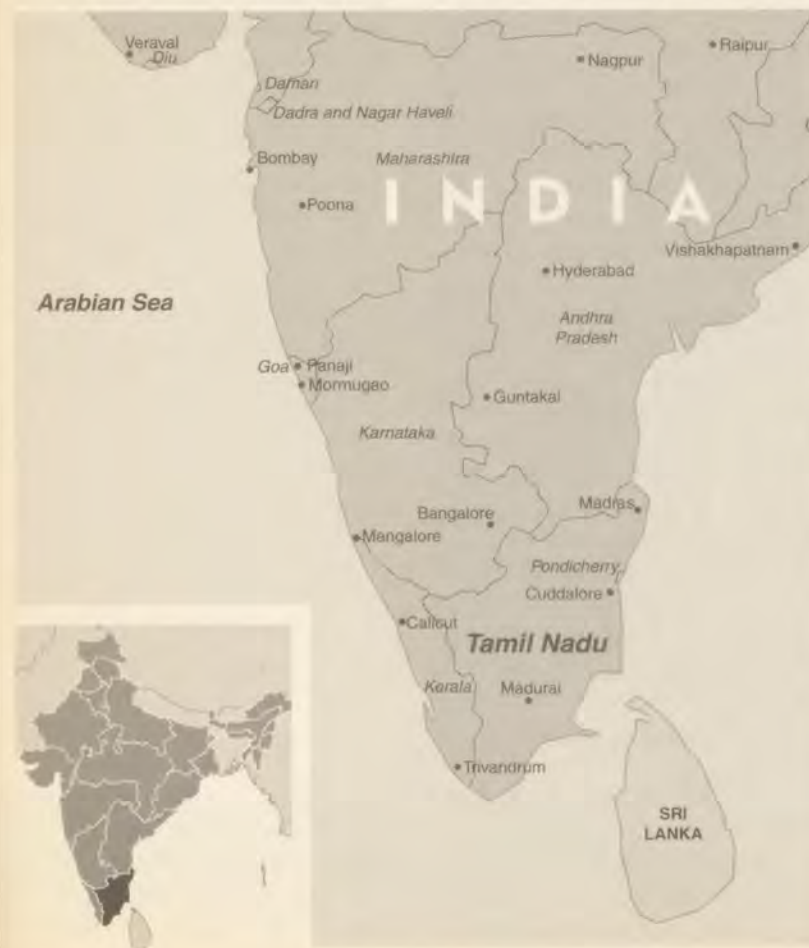 Veraval
Diu
Raipur
Nagpur
Daman
Dadra and Nagar Haveli
Bombay
Maharashtra
Poona
INDIA
Vishakhapatnam
Hyderabad
Arabian Sea
Andhra
Pradesh
Goa
Panaji
Mormugao
Guntakal
Karnataka
Madras
Bangalore
Mangalore
Pondicherry
Cuddalore
Calicut
Tamil Nadu
Kerala
Madurai
Trivandrum
SRI
LANKA